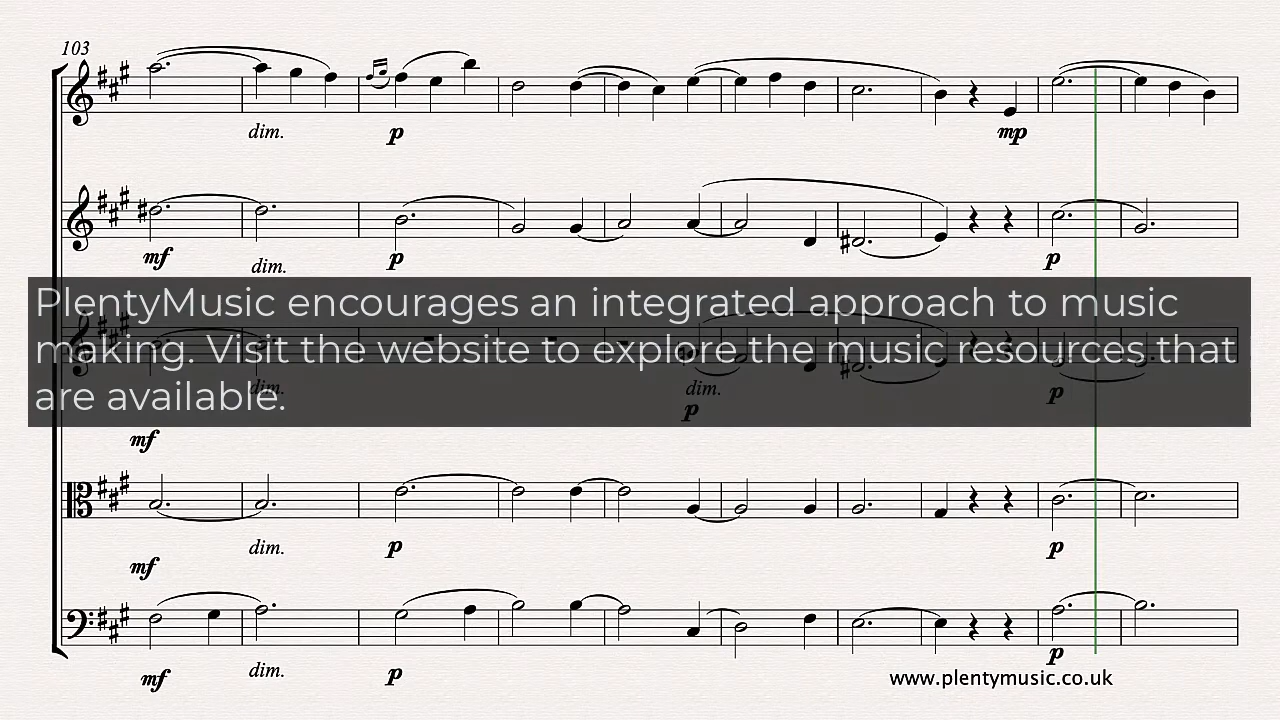 103
dim.
p
mp
mf
dim.
p
p
PlentyMusic encourages an integrated approach to music
making. Visit the website to explore the music resources that
are available.
dim.
dim.
p
p
mf
dim.
p
p
mf
p
mf
dim.
p
www.plentymusic.co.uk